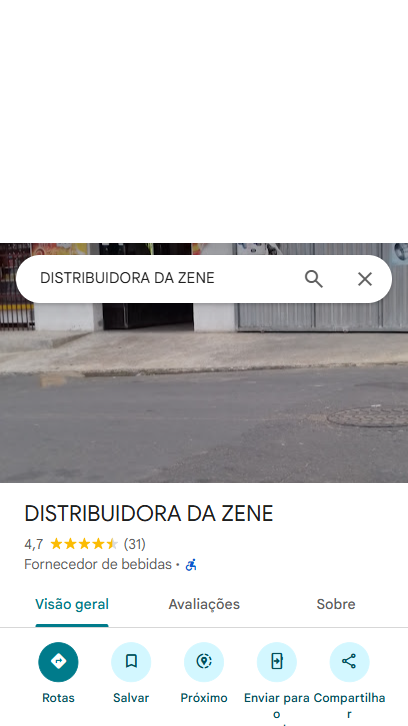 DISTRIBUIDORA DA ZENE
DISTRIBUIDORA DA ZENE
4,7 (31)
Fornecedor de bebidas ·
Visão geral Avaliações Sobre
Rotas Salvar Próximo Enviar para o Compartilhar